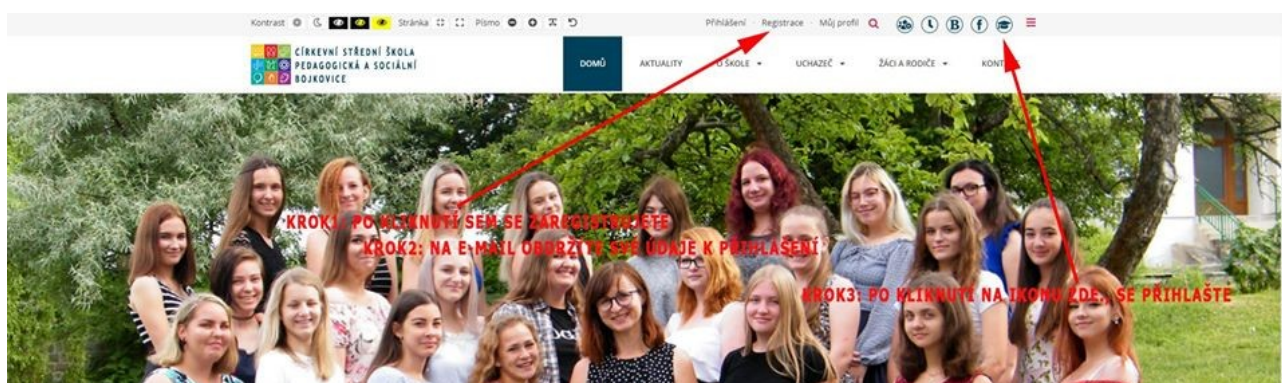 Kontrast
Stránka
Písmo
Přihlášení · Registrace · Můj profil
CÍRKEVNÍ STŘEDNÍ ŠKOLA
PEDAGOGICKÁ A SOCIÁLNÍ
BOJKOVICE
DOMŮ
AKTUALITY
O ŠKOLE
UCHAZEČ
ŽÁCI A RODIČE
KROK1: PO KLIKNUTÍ SEM SE ZAREGISTRUJETE
KROK2: NA E-MAIL OBDRŽÍTE SVÉ ÚDAJE K PŘIHLAŠENÍ
KROK3: PO KLIKNUTÍ NA IKONU ZDE, SE PŘIHLAŠTE